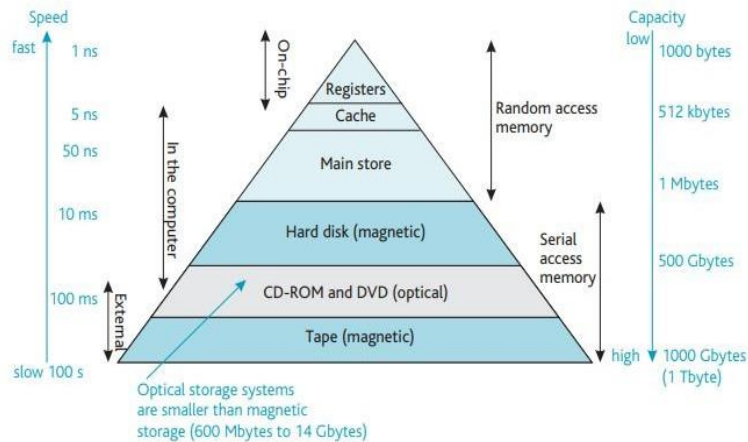 Speed
fast
1 ns
5 ns
50 ns
10 ms
100 ms
slow 100 s
On-chip
In the computer
External
Registers
Cache
Main store
Hard disk (magnetic)
CD-ROM and DVD (optical)
Tape (magnetic)
Optical storage systems
are smaller than magnetic
storage (600 Mbytes to 14 Gbytes)
Random access
memory
Serial
access
memory
Capacity
low
1000 bytes
512 kbytes
1 Mbytes
500 Gbytes
high
1000 Gbytes
(1 Tbyte)